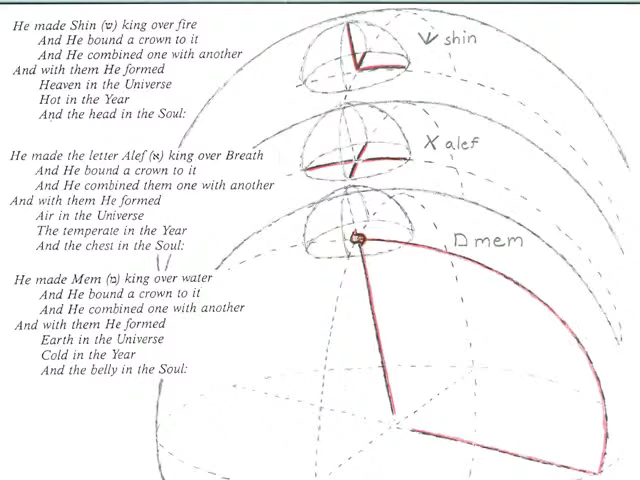 He made Shin (ש) king over fire
And He bound a crown to it
And He combined one with another
And with them He formed
Heaven in the Universe
Hot in the Year
And the head in the Soul:
He made the letter Alef (א) king over Breath
And He bound a crown to it
And He combined them one with another
And with them He formed
Air in the Universe
The temperate in the Year
And the chest in the Soul:
He made Mem (מ) king over water
And He bound a crown to it
And He combined one with another
And with them He formed
Earth in the Universe
Cold in the Year
And the belly in the Soul:
shin
alef
mem